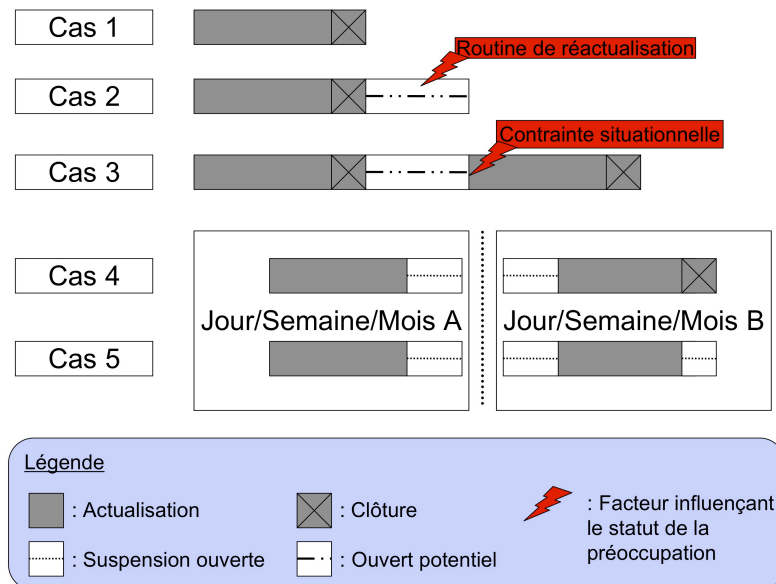 Cas 1
Routine de réactualisation
Cas 2
Contrainte situationnelle
Cas 3
Cas 4
Jour/Semaine/Mois A
Jour/Semaine/Mois B
Cas 5
Légende
: Actualisation
: Clôture
: Facteur influençant
le statut de la
préoccupation
: Suspension ouverte
: Ouvert potentiel